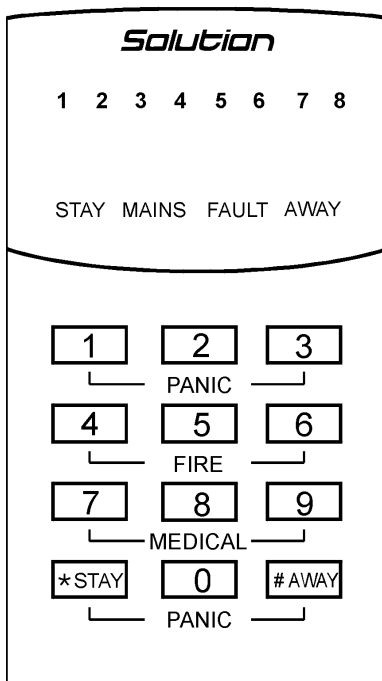 Solution
1 2 3 4 5 6 7 8
STAY MAINS FAULT AWAY
1 2 3
PANIC
4 5 6
FIRE
7 8 9
MEDICAL
*STAY 0 #AWAY
PANIC